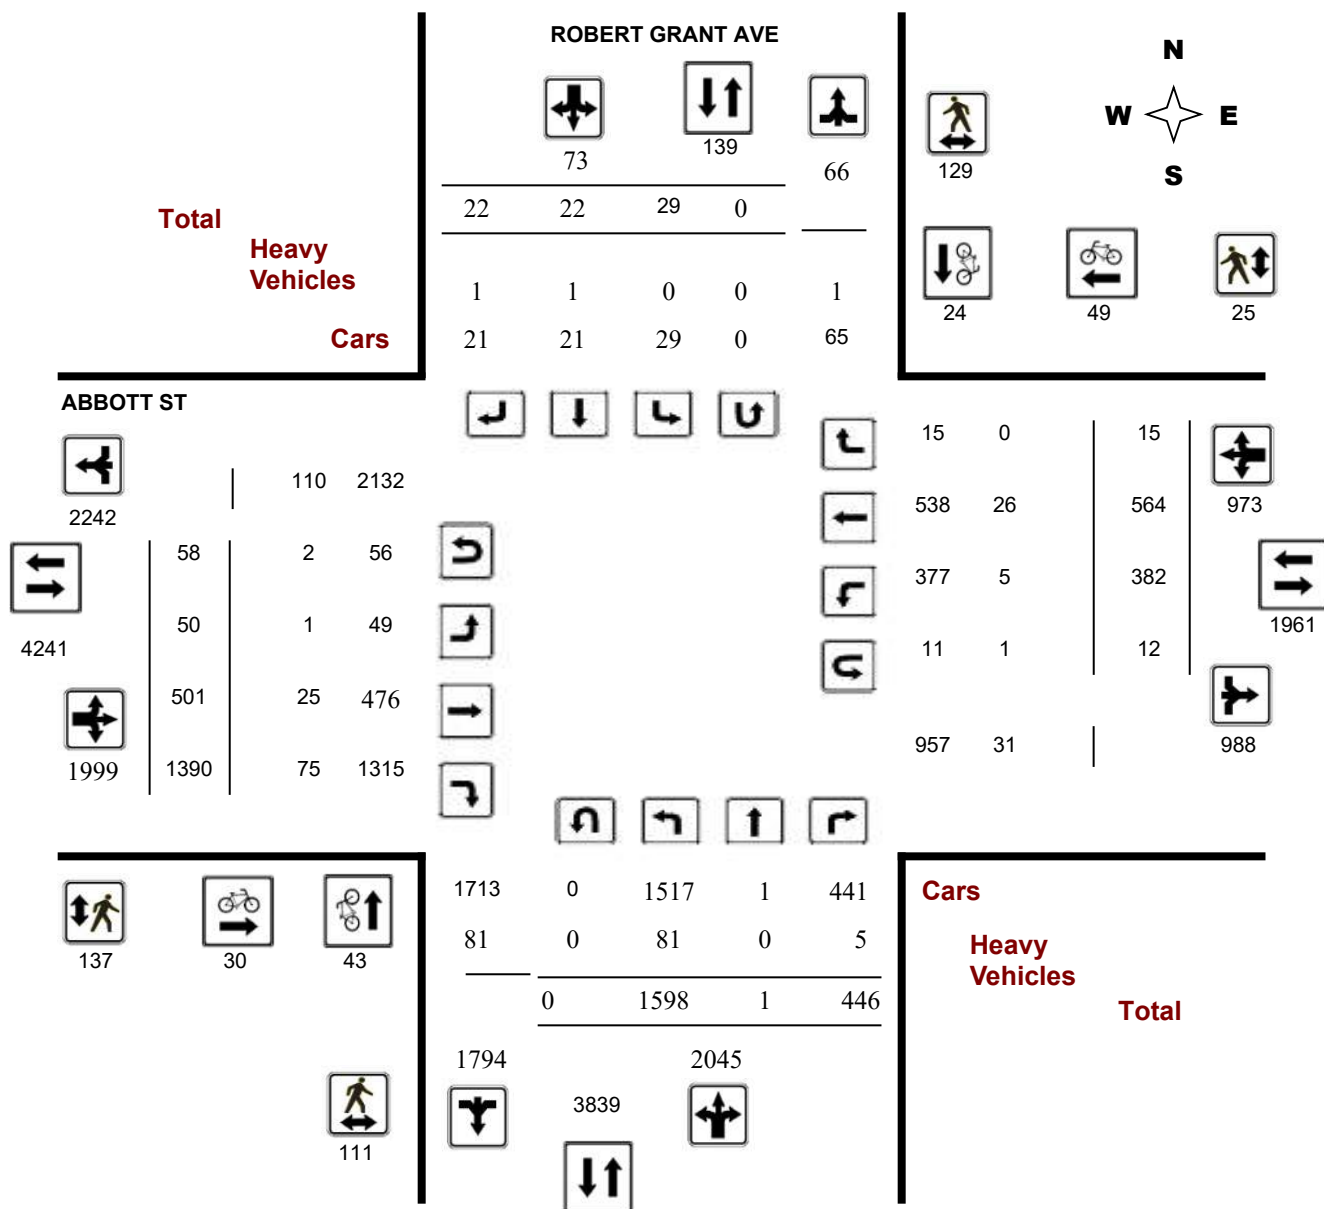 ROBERT GRANT AVE
N
W E
S
73 139 66 129
Total
22 22 29 0
Heavy
Vehicles
1 1 0 0 1
24 49 25
Cars
21 21 29 0 65
ABBOTT ST
15 0 15
110 2132
2242
538 26 564 973
58 2 56
377 5 382
50 1 49
4241
1961
11 1 12
501 25 476
1999 1390 75 1315
957 31 988
1713 0 1517 1 441
Cars
81 0 81 0 5
Heavy
Vehicles
137 30 43
0 1598 1 446
Total
1794 2045
3839
111